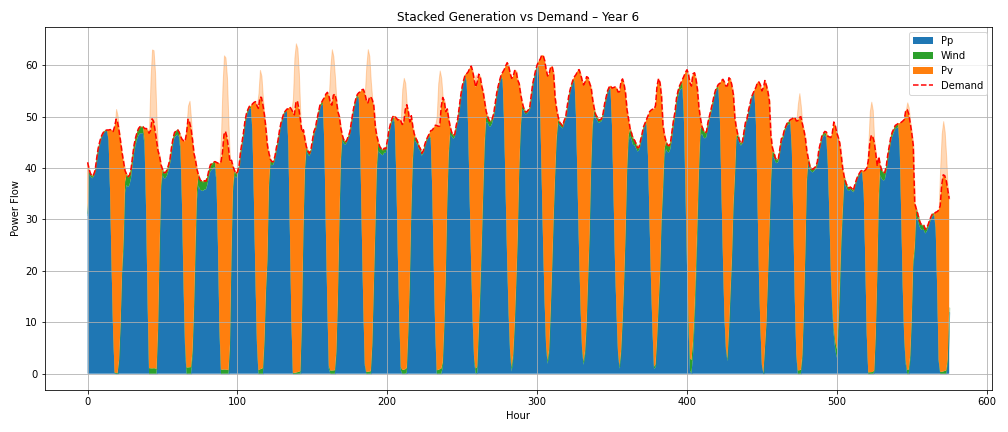 Stacked Generation vs Demand – Year 6
Pp
Wind
Pv
Demand
Power Flow
60
50
40
30
20
10
0
0 100 200 300 400 500 600
Hour